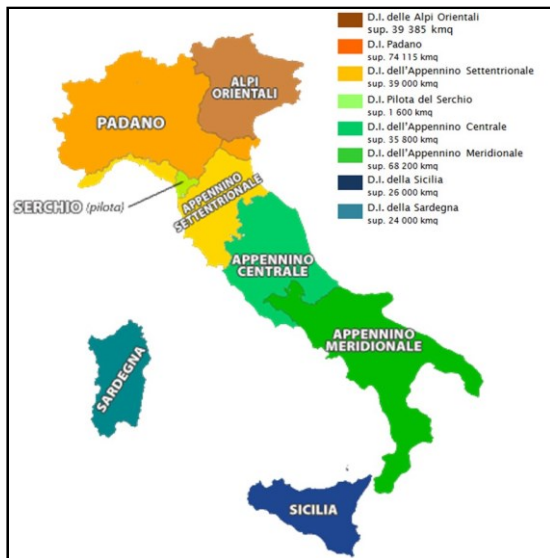 D.I. delle Alpi Orientali
sup. 39 385 kmq
D.I. Padano
sup. 74 115 kmq
D.I. dell'Appennino Settentrionale
sup. 39 000 kmq
D.I. Pilota del Serchio
sup. 1 600 kmq
D.I. dell'Appennino Centrale
sup. 35 800 kmq
D.I. dell'Appennino Meridionale
sup. 68 200 kmq
D.I. della Sicilia
sup. 26 000 kmq
D.I. della Sardegna
sup. 24 000 kmq
ALPI
ORIENTALI
PADANO
SERCHIO (pilota)
APPENNINO
SETTENTRIONALE
APPENNINO
CENTRALE
APPENNINO
MERIDIONALE
SARDEGNA
SICILIA